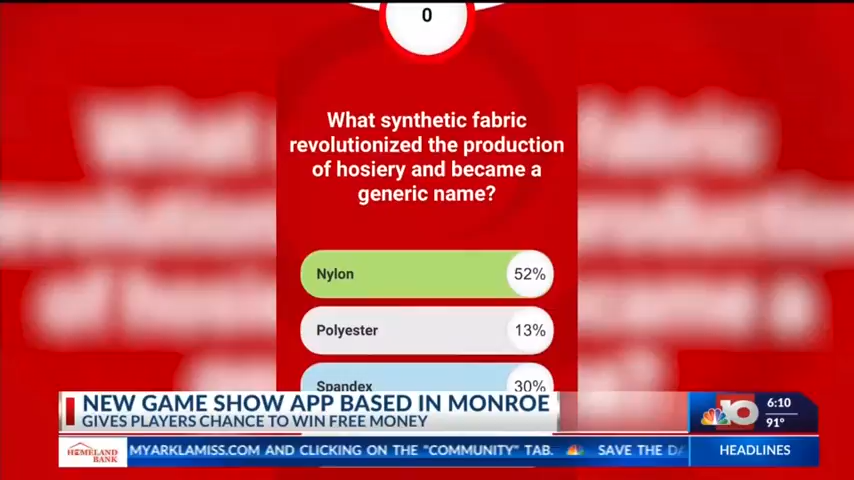 0
What synthetic fabric
revolutionized the production
of hosiery and became a
generic name?
Nylon 52%
Polyester 13%
Spandex 30%
NEW GAME SHOW APP BASED IN MONROE
GIVES PLAYERS CHANCE TO WIN FREE MONEY
10
6:10
91°
HOMELAND
BANK
MYARKLAMISS.COM AND CLICKING ON THE "COMMUNITY" TAB.
SAVE THE
HEADLINES